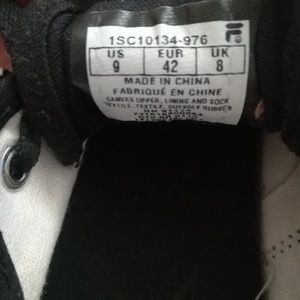 1SC10134-976
US EUR UK
9 42 8
MADE IN CHINA
FABRIQUÉ EN CHINE
CANVAS UPPER, LINING AND SOCK
TEXTILE, TEXTILE, OUTSOLE RUBBER